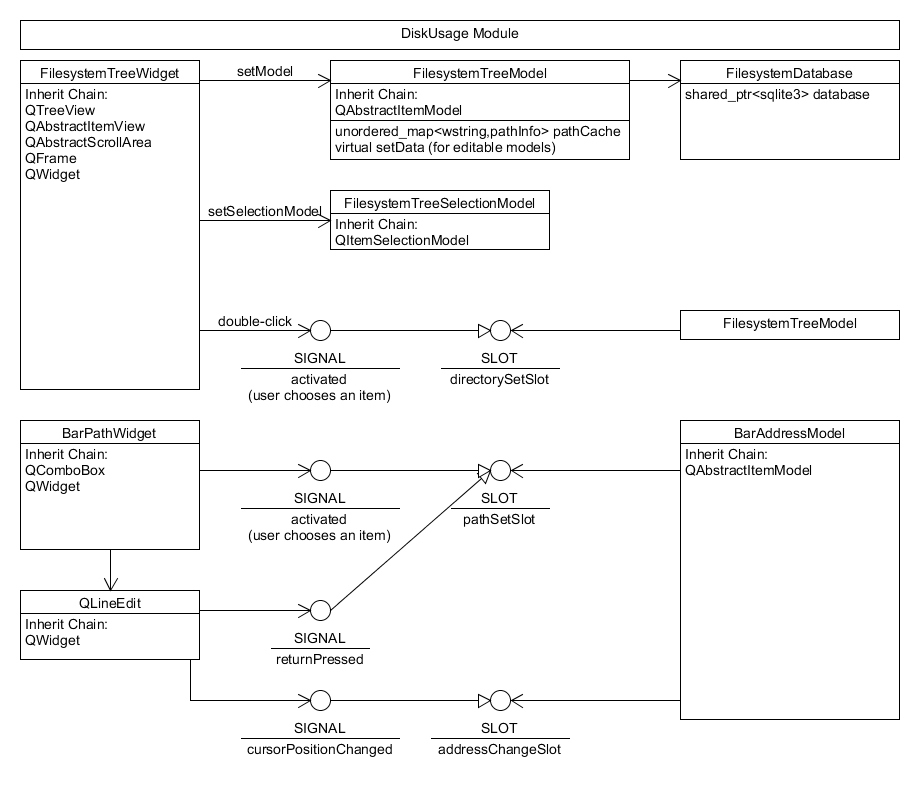 DiskUsage Module
FilesystemTreeWidget
Inherit Chain:
QTreeView
QAbstractItemView
QAbstractScrollArea
QFrame
QWidget
setModel
FilesystemTreeModel
Inherit Chain:
QAbstractItemModel
unordered_map<wstring,pathInfo> pathCache
virtual setData (for editable models)
FilesystemDatabase
shared_ptr<sqlite3> database
setSelectionModel
FilesystemTreeSelectionModel
Inherit Chain:
QItemSelectionModel
double-click
SIGNAL
activated
(user chooses an item)
SLOT
directorySetSlot
FilesystemTreeModel
BarPathWidget
Inherit Chain:
QComboBox
QWidget
SIGNAL
activated
(user chooses an item)
SLOT
pathSetSlot
BarAddressModel
Inherit Chain:
QAbstractItemModel
QLineEdit
Inherit Chain:
QWidget
SIGNAL
returnPressed
SIGNAL
cursorPositionChanged
SLOT
addressChangeSlot